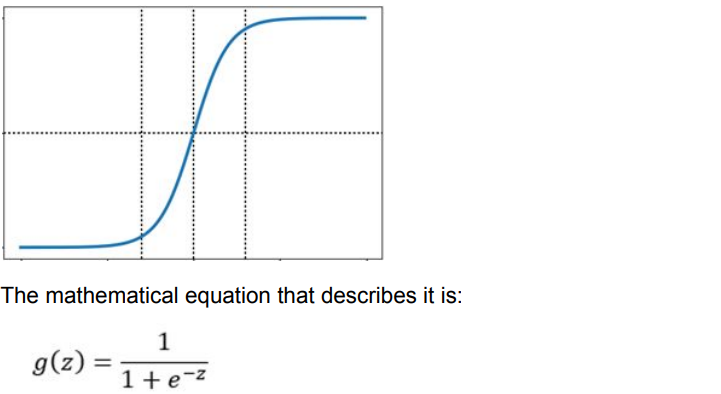 The mathematical equation that describes it is:
g(z) = 1 / (1 + e^{-z})